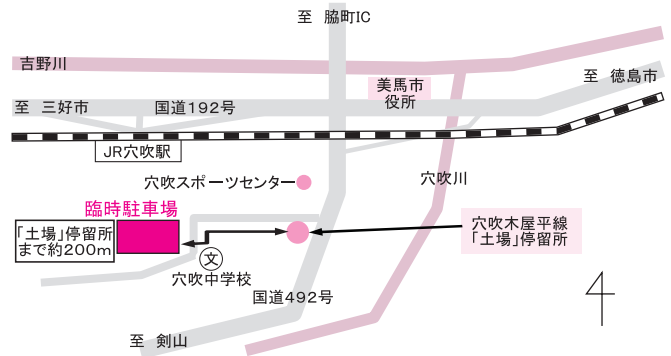 至 脇町IC
吉野川
至 徳島市
美馬市
役所
至 三好市
国道192号
JR穴吹駅
穴吹スポーツセンター
穴吹川
臨時駐車場
「土場」停留所
まで約200m
穴吹木屋平線
「土場」停留所
文
穴吹中学校
国道492号
至 剣山